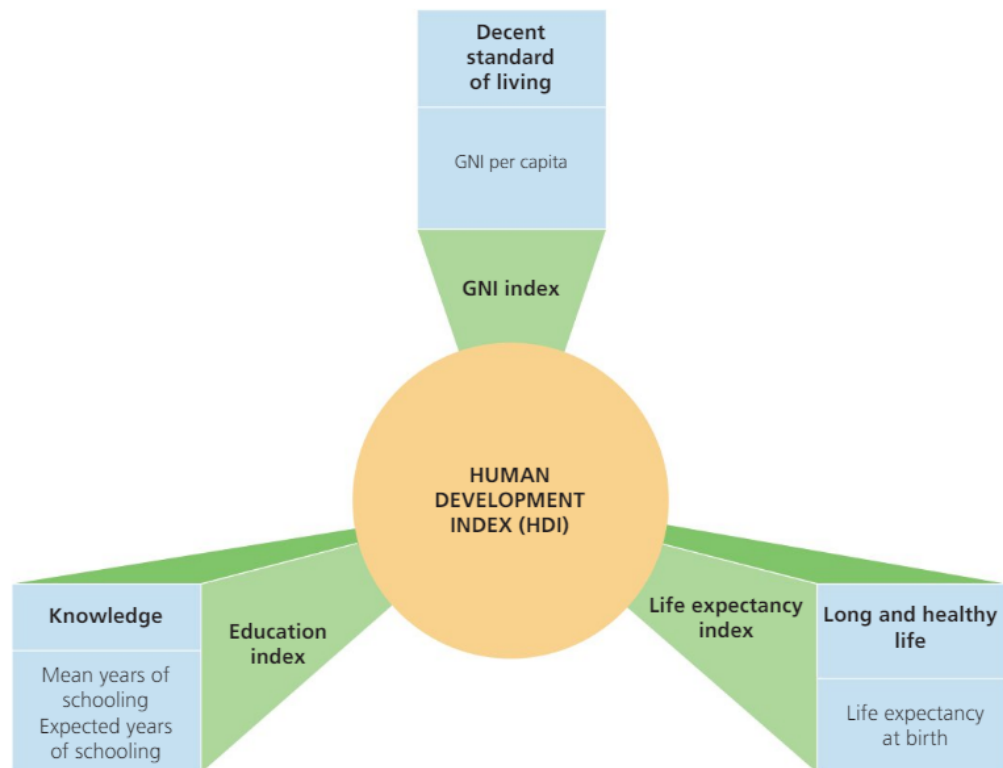 Decent
standard
of living
GNI per capita
GNI index
HUMAN
DEVELOPMENT
INDEX (HDI)
Knowledge
Mean years of
schooling
Expected years
of schooling
Education
index
Life expectancy
index
Long and healthy
life
Life expectancy
at birth